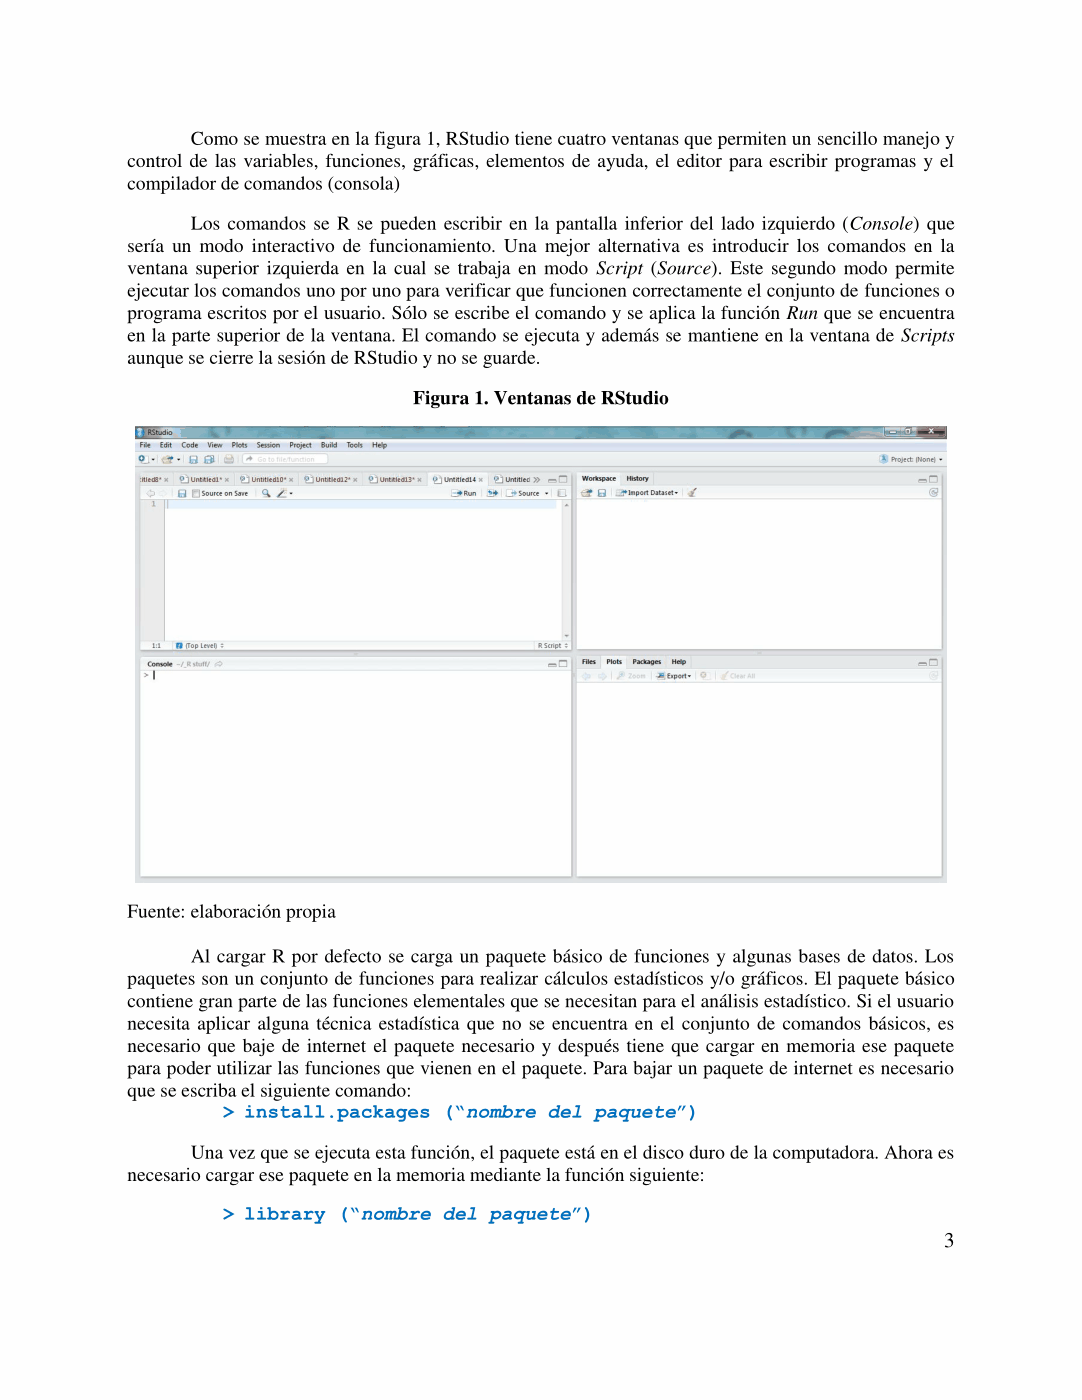 Como se muestra en la figura 1, RStudio tiene cuatro ventanas que permiten un sencillo manejo y
control de las variables, funciones, gráficas, elementos de ayuda, el editor para escribir programas y el
compilador de comandos (consola)
Los comandos se R se pueden escribir en la pantalla inferior del lado izquierdo (Console) que
sería un modo interactivo de funcionamiento. Una mejor alternativa es introducir los comandos en la
ventana superior izquierda en la cual se trabaja en modo Script (Source). Este segundo modo permite
ejecutar los comandos uno por uno para verificar que funcionen correctamente el conjunto de funciones o
programa escritos por el usuario. Sólo se escribe el comando y se aplica la función Run que se encuentra
en la parte superior de la ventana. El comando se ejecuta y además se mantiene en la ventana de Scripts
aunque se cierre la sesión de RStudio y no se guarde.
Figura 1. Ventanas de RStudio
RStudio
File Edit Code View Plots Session Project Build Tools Help
Go to file/function
Project: (None)
titled8* Untitled1* Untitled10* Untitled12* Untitled13* Untitled14 Untitled
Source on Save Run Source
1
1:1 (Top Level) R Script
Workspace History
Import Dataset
Console ~/_R stuff/
>
Files Plots Packages Help
Zoom Export Clear All
Fuente: elaboración propia
Al cargar R por defecto se carga un paquete básico de funciones y algunas bases de datos. Los
paquetes son un conjunto de funciones para realizar cálculos estadísticos y/o gráficos. El paquete básico
contiene gran parte de las funciones elementales que se necesitan para el análisis estadístico. Si el usuario
necesita aplicar alguna técnica estadística que no se encuentra en el conjunto de comandos básicos, es
necesario que baje de internet el paquete necesario y después tiene que cargar en memoria ese paquete
para poder utilizar las funciones que vienen en el paquete. Para bajar un paquete de internet es necesario
que se escriba el siguiente comando:
> install.packages (“nombre del paquete”)
Una vez que se ejecuta esta función, el paquete está en el disco duro de la computadora. Ahora es
necesario cargar ese paquete en la memoria mediante la función siguiente:
> library (“nombre del paquete”)
3